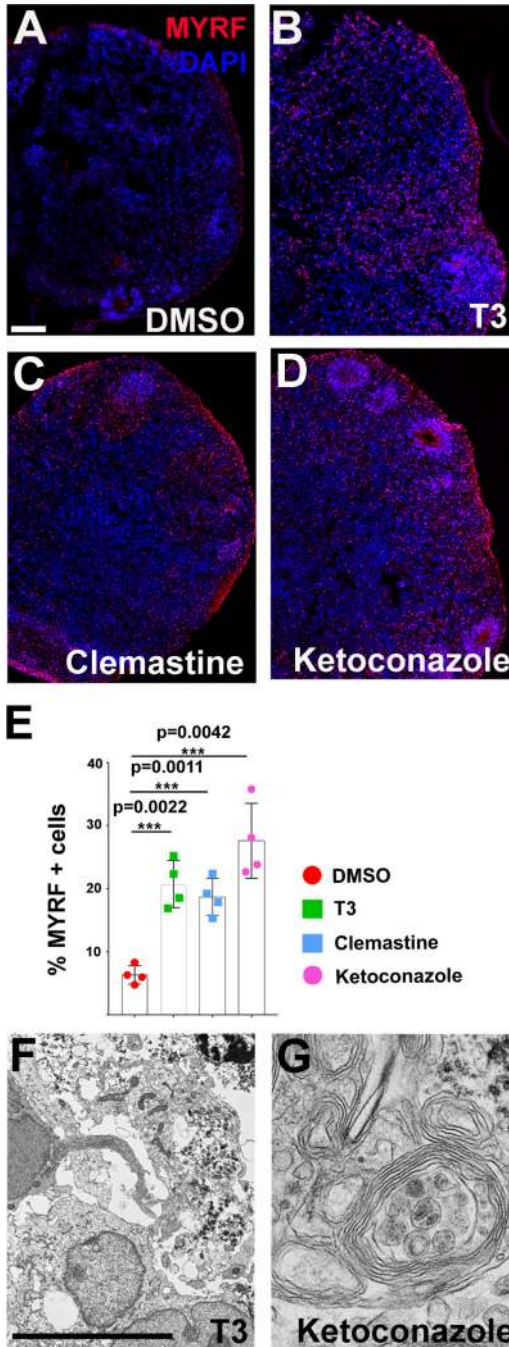 A
MYRF
DAPI
DMSO
B
T3
C
Clemastine
D
Ketoconazole
E
p=0.0042
***
p=0.0011
***
p=0.0022
***
40
30
20
10
% MYRF + cells
DMSO
T3
Clemastine
Ketoconazole
F
T3
G
Ketoconazole